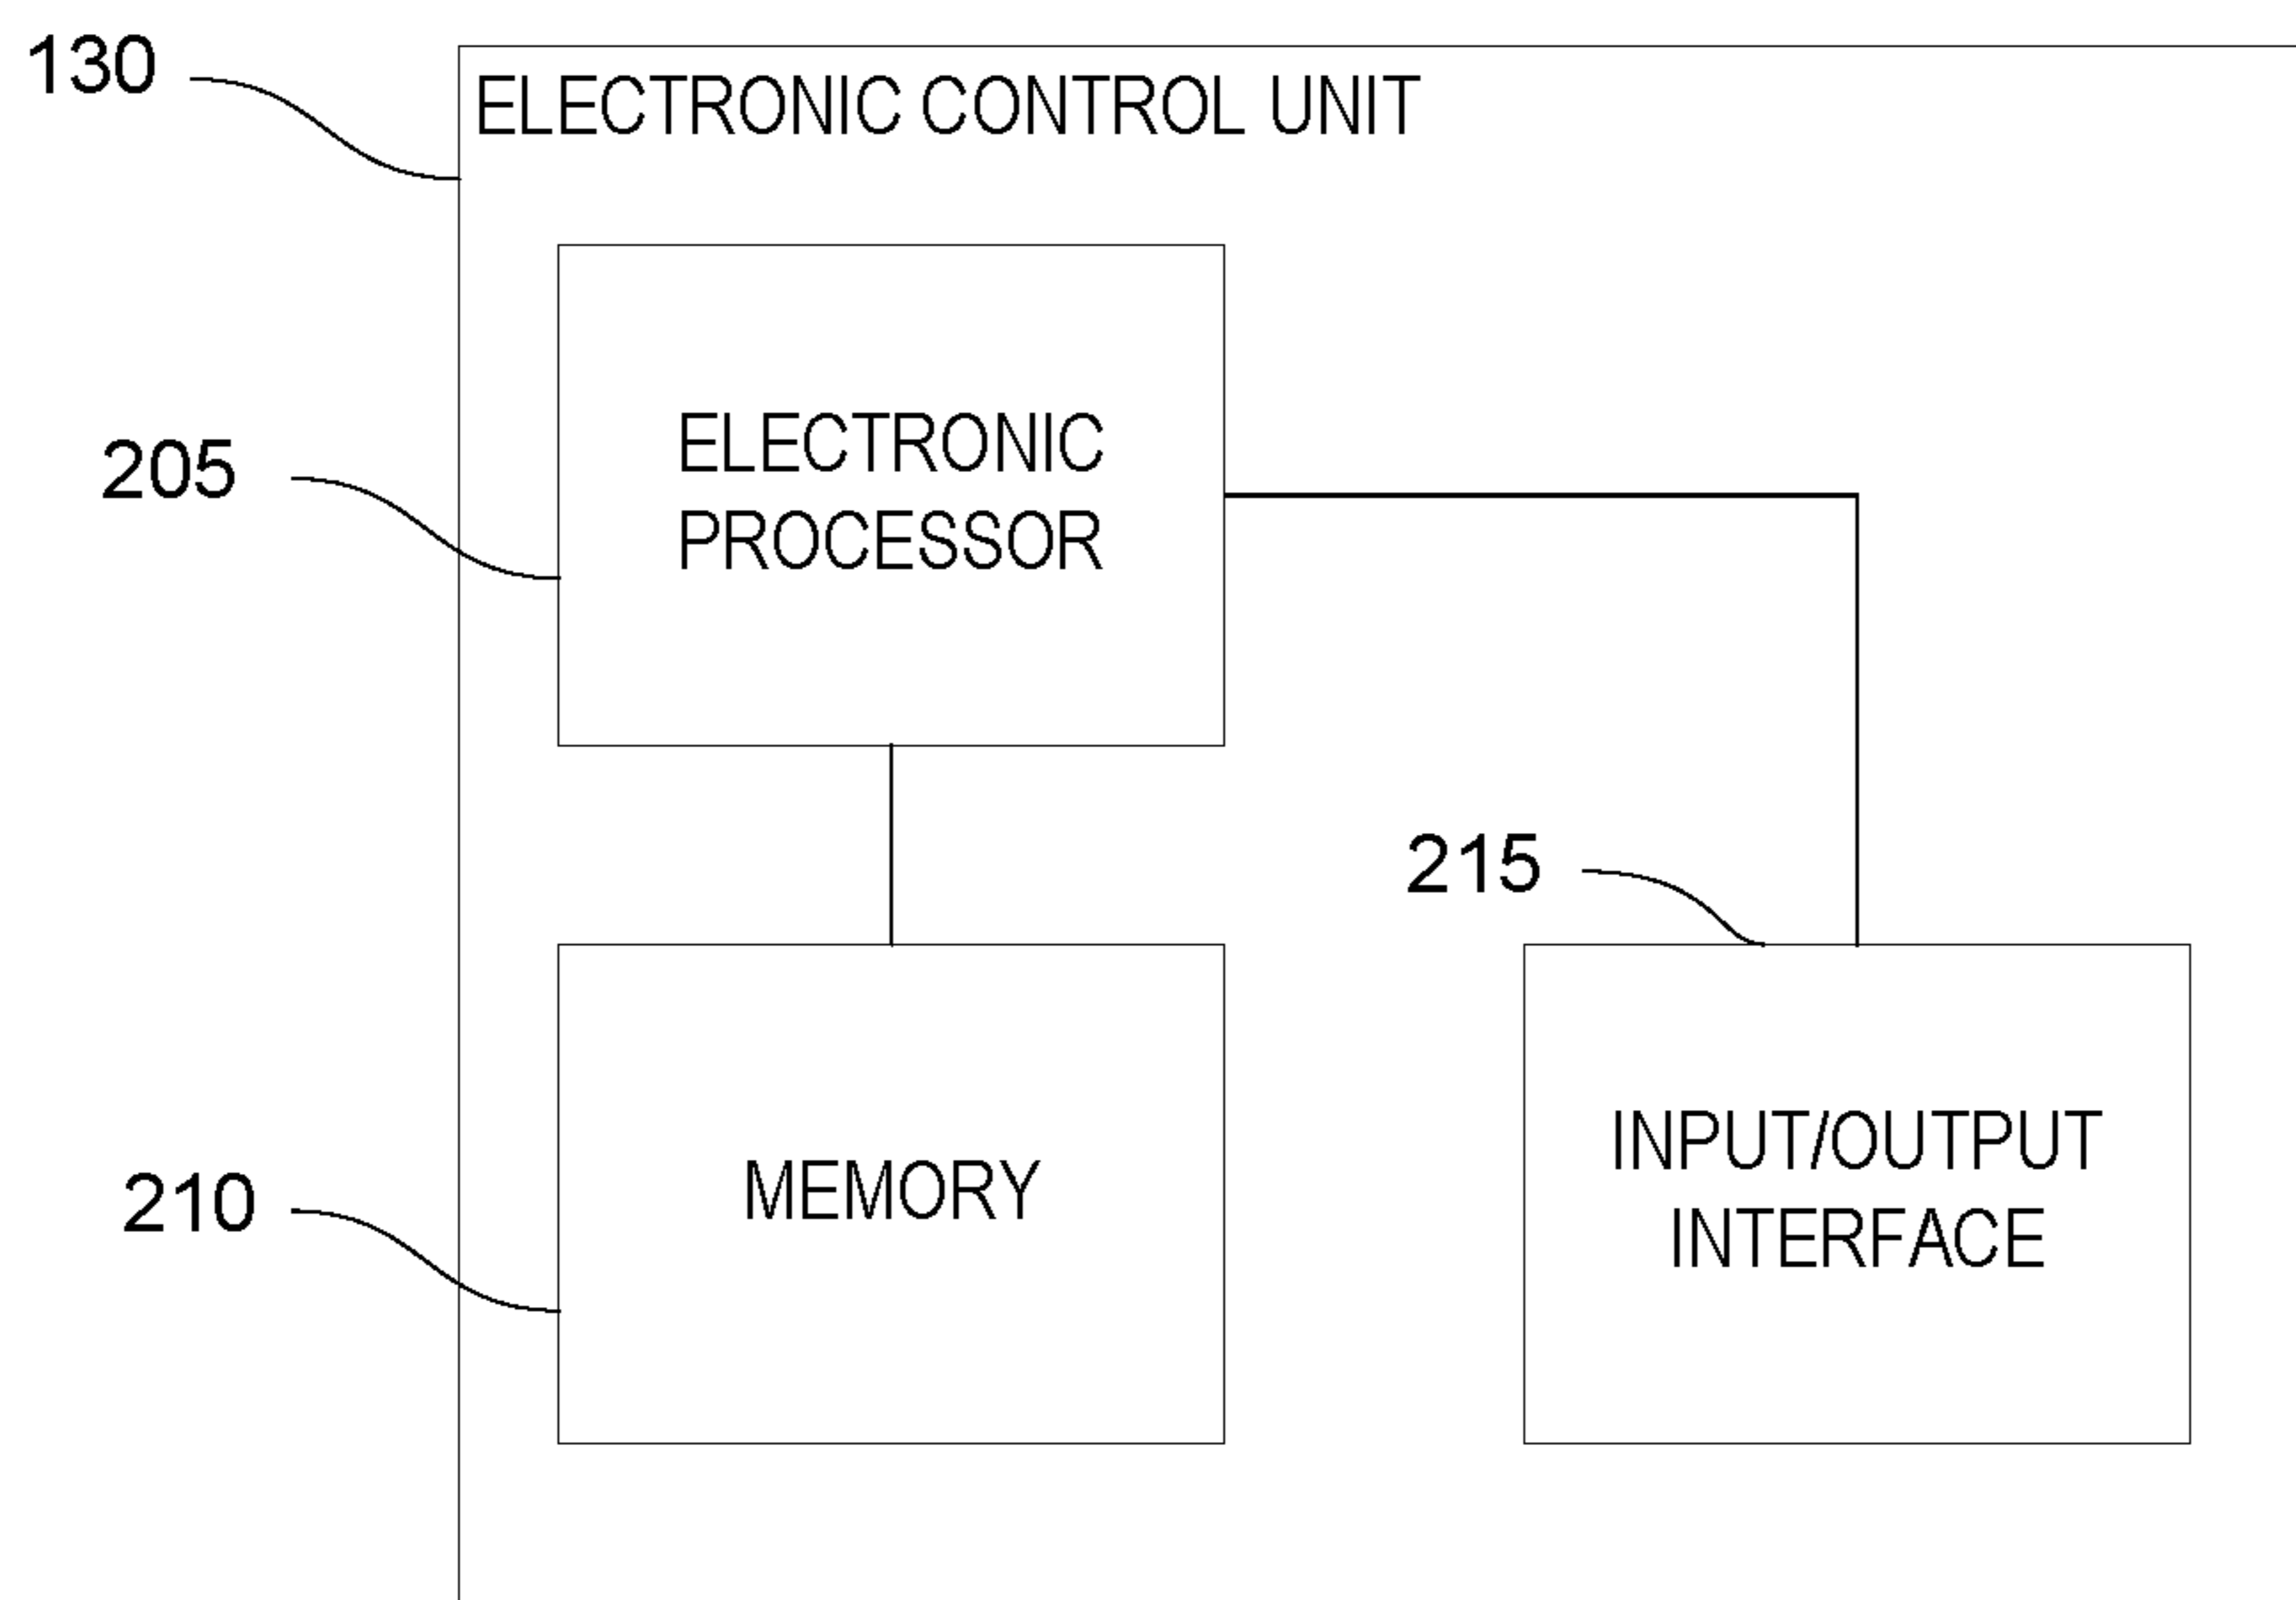 130
ELECTRONIC CONTROL UNIT
205
ELECTRONIC
PROCESSOR
215
210
MEMORY
INPUT/OUTPUT
INTERFACE